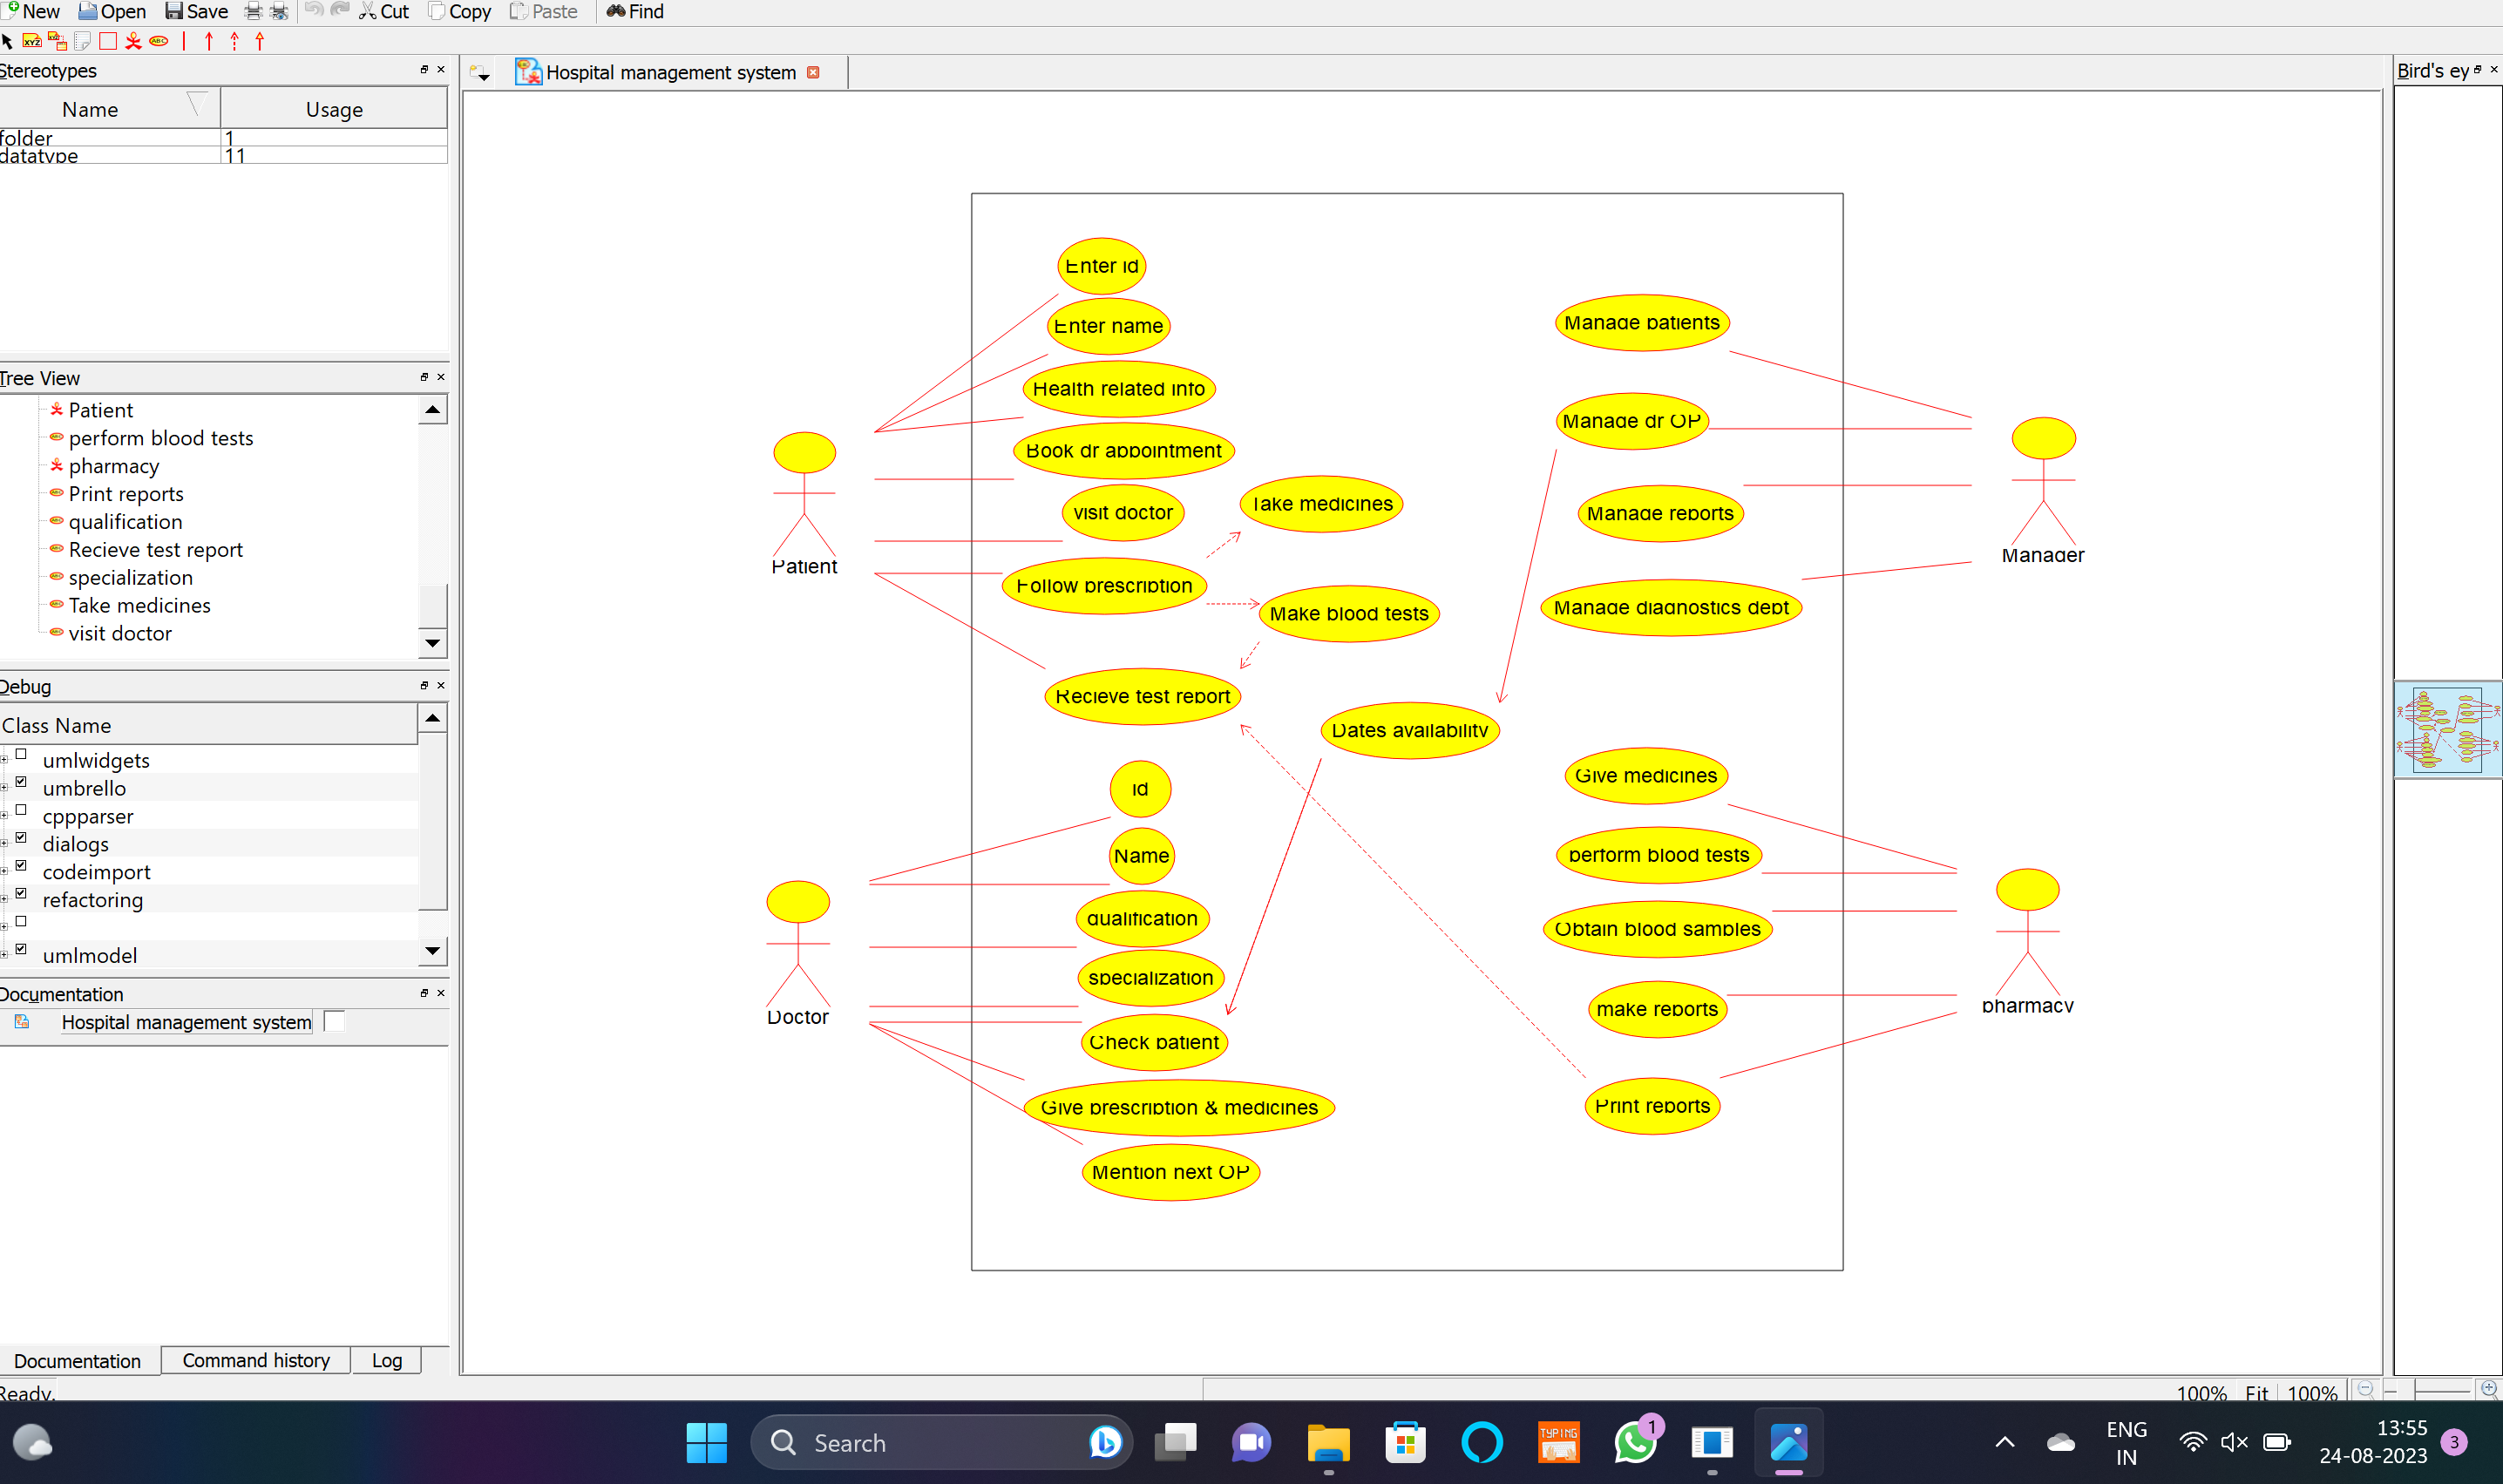 New Open Save Cut Copy Paste Find
Stereotypes
Name Usage
folder 1
datatype 11
Tree View
Patient
perform blood tests
pharmacy
Print reports
qualification
Recieve test report
specialization
Take medicines
visit doctor
Debug
Class Name
umlwidgets
umbrello
cppparser
dialogs
codeimport
refactoring
umlmodel
Documentation
Hospital management system
Documentation Command history Log
Ready.
Hospital management system
Enter id
Enter name
Health related info
Book dr appointment
visit doctor
Take medicines
Follow prescription
Make blood tests
Recieve test report
Patient
Manage patients
Manage dr OP
Manage reports
Manage diagnostics dept
Manager
Dates availability
id
Name
qualification
specialization
Check patient
Give prescription & medicines
Mention next OP
Doctor
Give medicines
perform blood tests
Obtain blood samples
make reports
Print reports
pharmacy
Bird's ey
100% Fit 100%
Search
TYPING
1
ENG
IN
13:55
24-08-2023
3